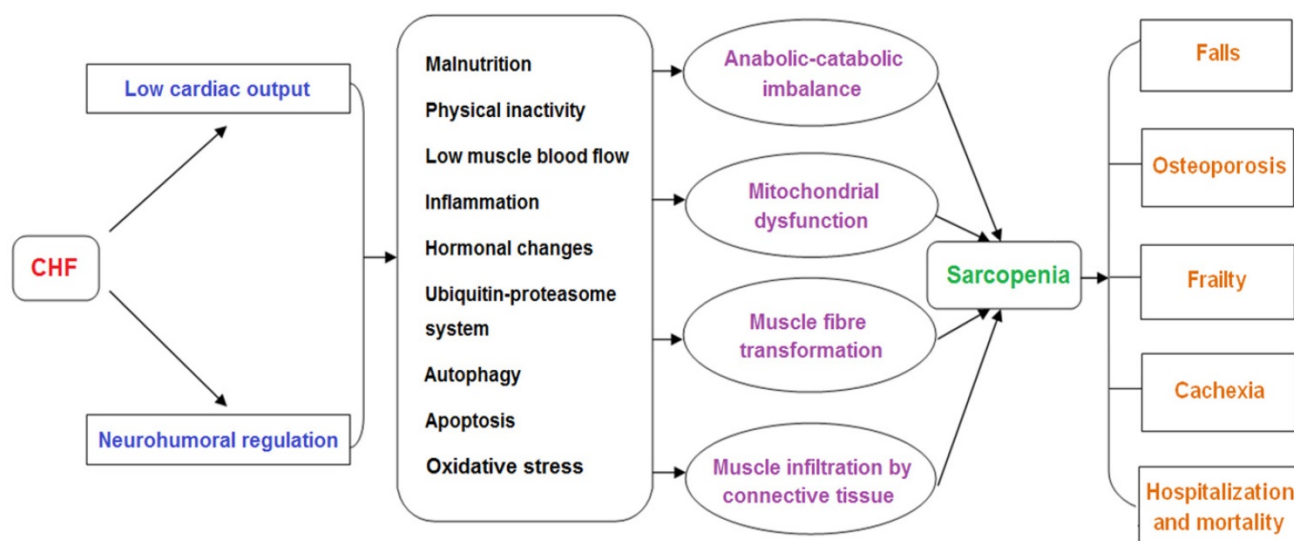 CHF
Low cardiac output
Neurohumoral regulation
Malnutrition
Physical inactivity
Low muscle blood flow
Inflammation
Hormonal changes
Ubiquitin-proteasome
system
Autophagy
Apoptosis
Oxidative stress
Anabolic-catabolic
imbalance
Mitochondrial
dysfunction
Muscle fibre
transformation
Muscle infiltration by
connective tissue
Sarcopenia
Falls
Osteoporosis
Frailty
Cachexia
Hospitalization
and mortality